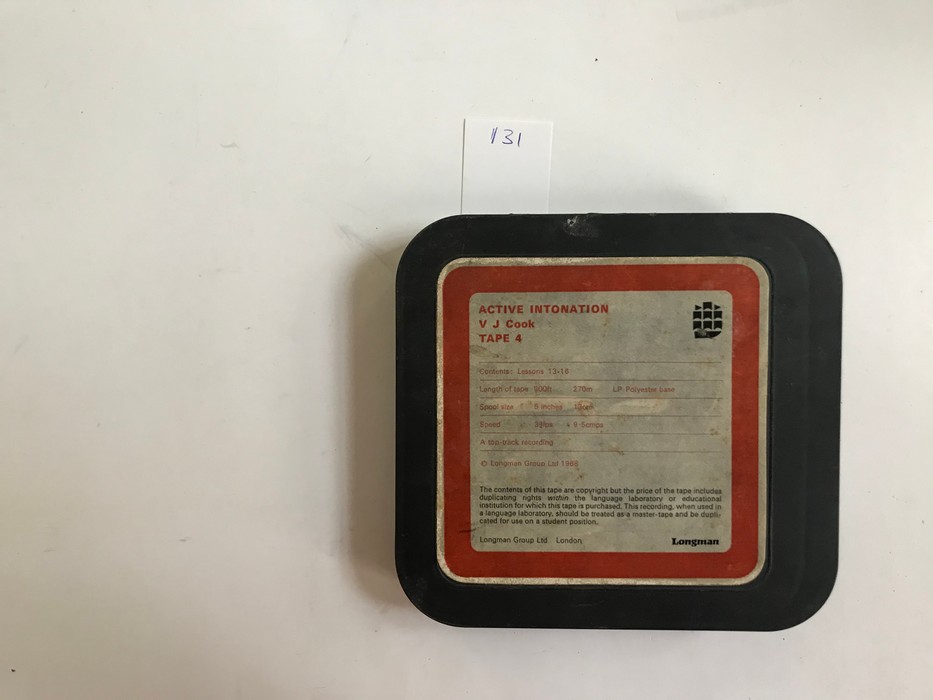 131
ACTIVE INTONATION
V J Cook
TAPE 4
Contents: Lessons 13-16
Length of tape 900ft 270m LP Polyester base
Spool size 5 inches 13cm
Speed 3¾ips 9.5cmps
A two-track recording
© Longman Group Ltd 1968
The contents of this tape are copyright but the price of the tape includes
duplicating rights within the language laboratory or educational
institution for which this tape is purchased. This recording, when used in
a language laboratory, should be treated as a master-tape and be dupli-
cated for use on a student position.
Longman Group Ltd London
Longman